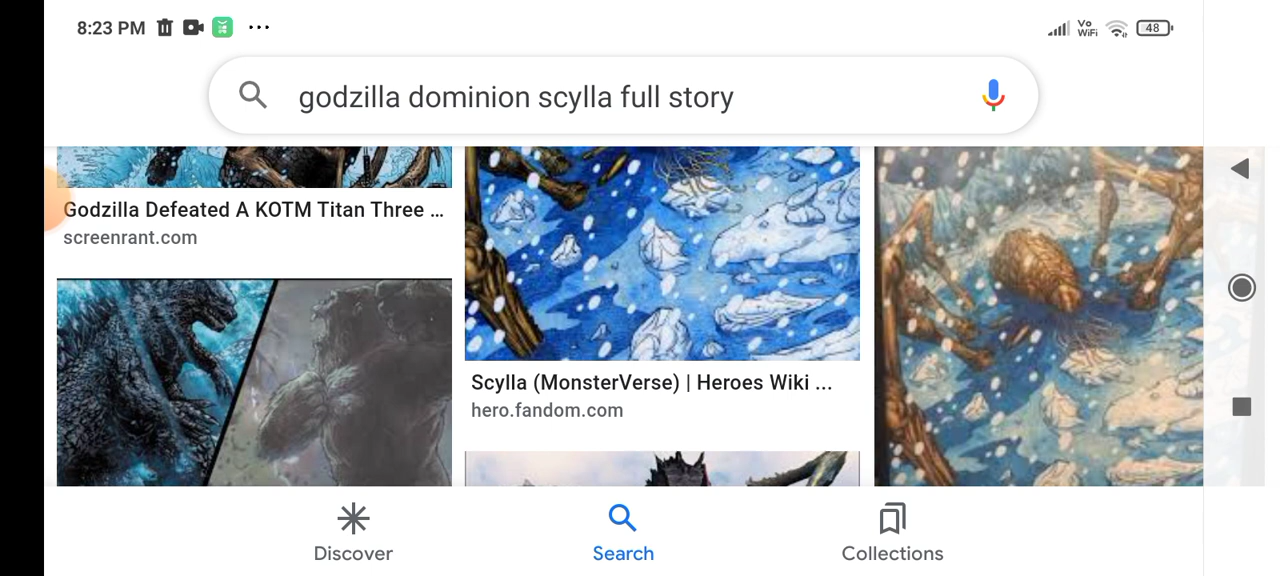 8:23 PM
Vo
WiFi
48
godzilla dominion scylla full story
Godzilla Defeated A KOTM Titan Three ...
screenrant.com
Scylla (MonsterVerse) | Heroes Wiki ...
hero.fandom.com
Discover
Search
Collections